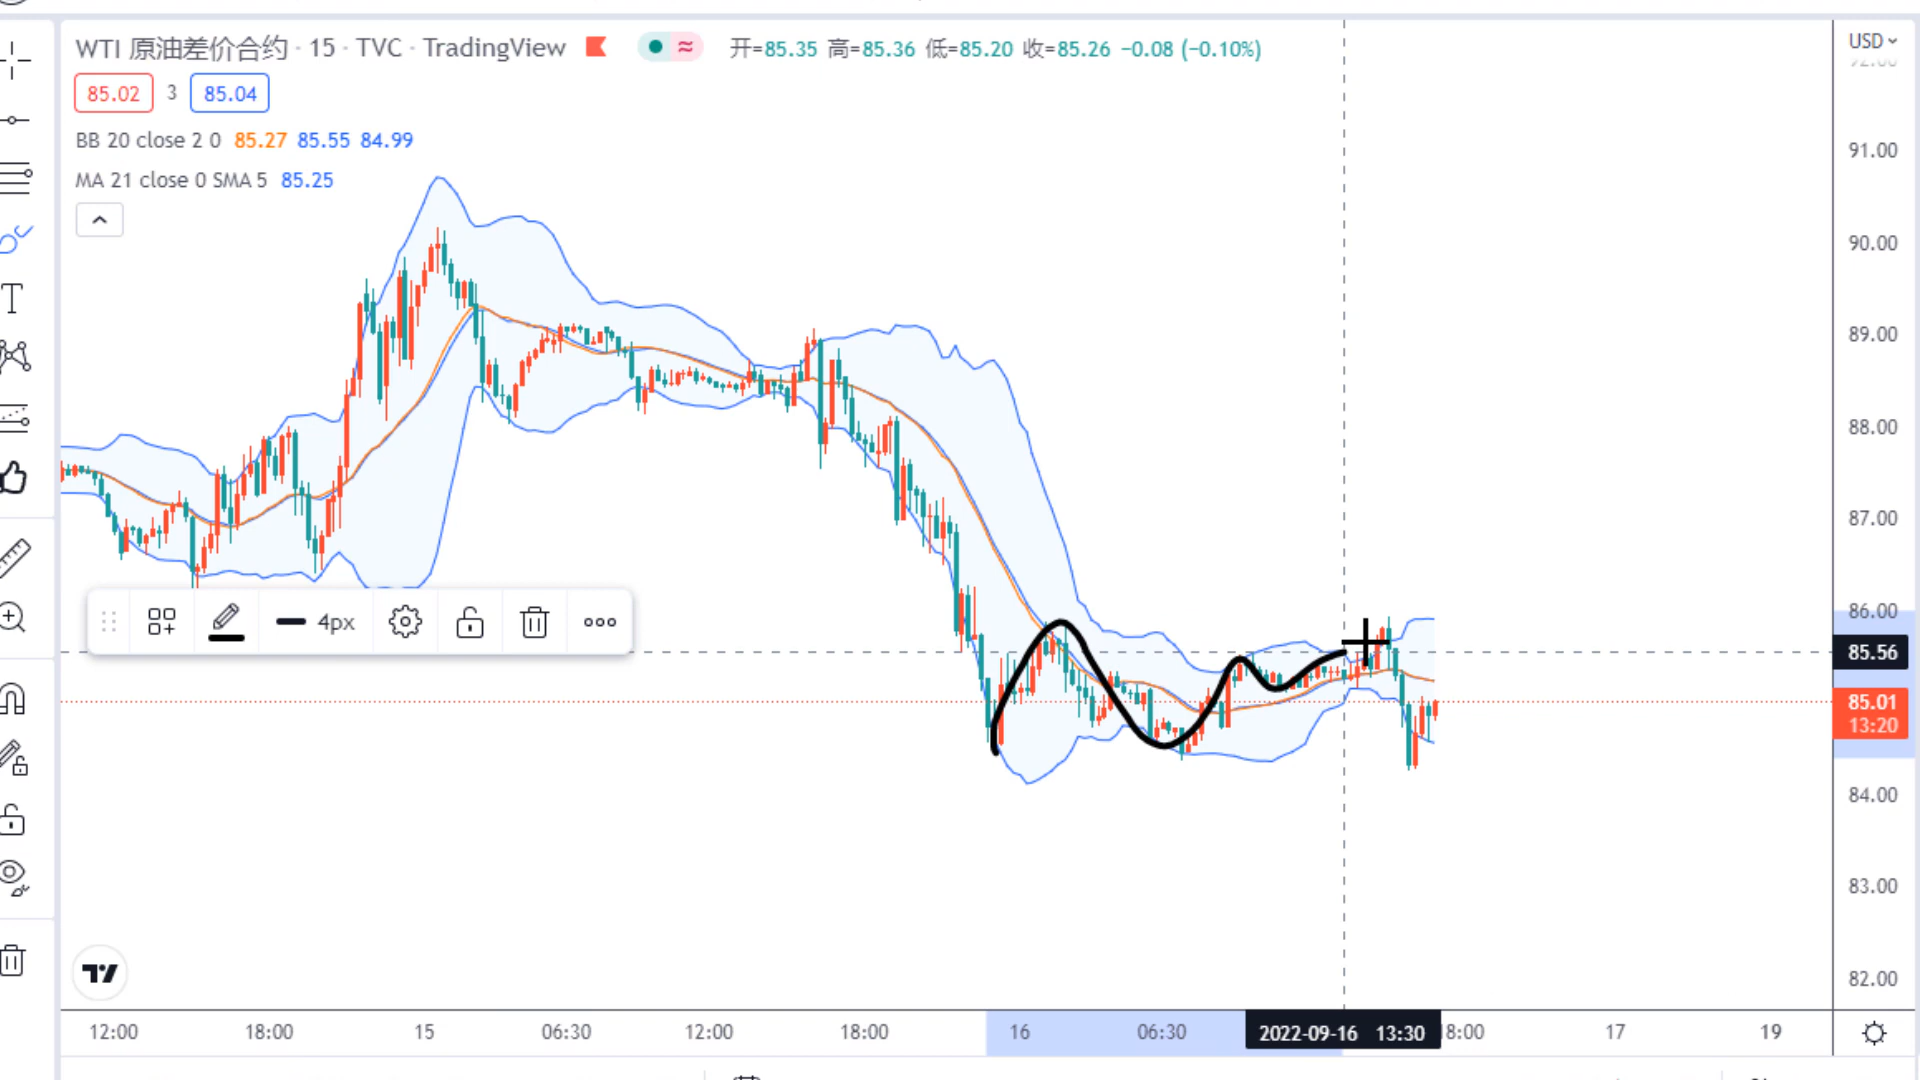 WTI 原油差价合约 · 15 · TVC · TradingView 开=85.35 高=85.36 低=85.20 收=85.26 −0.08 (−0.10%)
USD
92.00
85.02 3 85.04
BB 20 close 2 0 85.27 85.55 84.99
MA 21 close 0 SMA 5 85.25
91.00
90.00
89.00
88.00
87.00
86.00
T
4px
85.56
85.01
13:20
84.00
83.00
82.00
12:00 18:00 15 06:30 12:00 18:00 16 06:30 2022-09-16 13:30 8:00 17 19